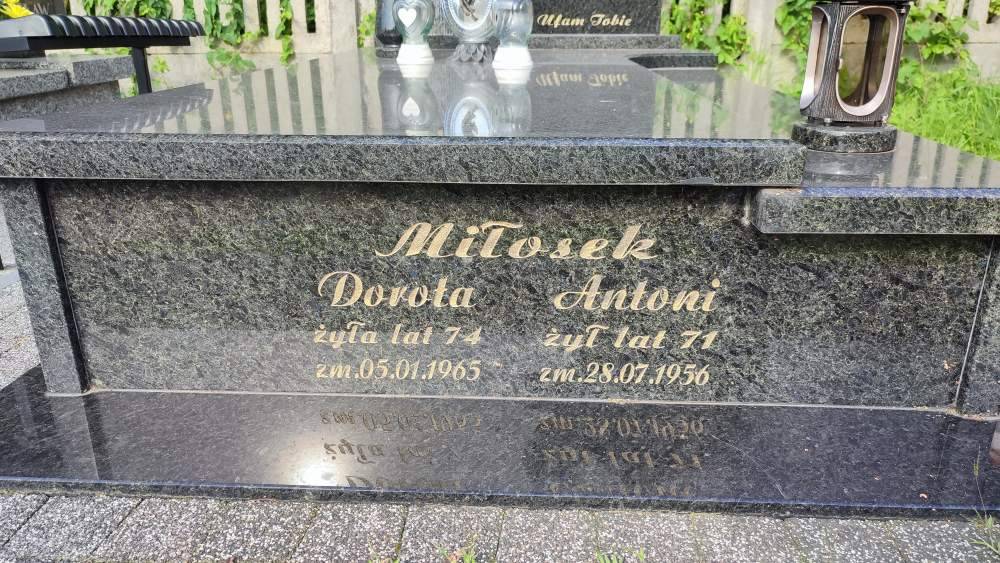 Ufam Tobie
Miłosek
Dorota Antoni
żyła lat 74 żył lat 71
zm.05.01.1965 zm.28.07.1956